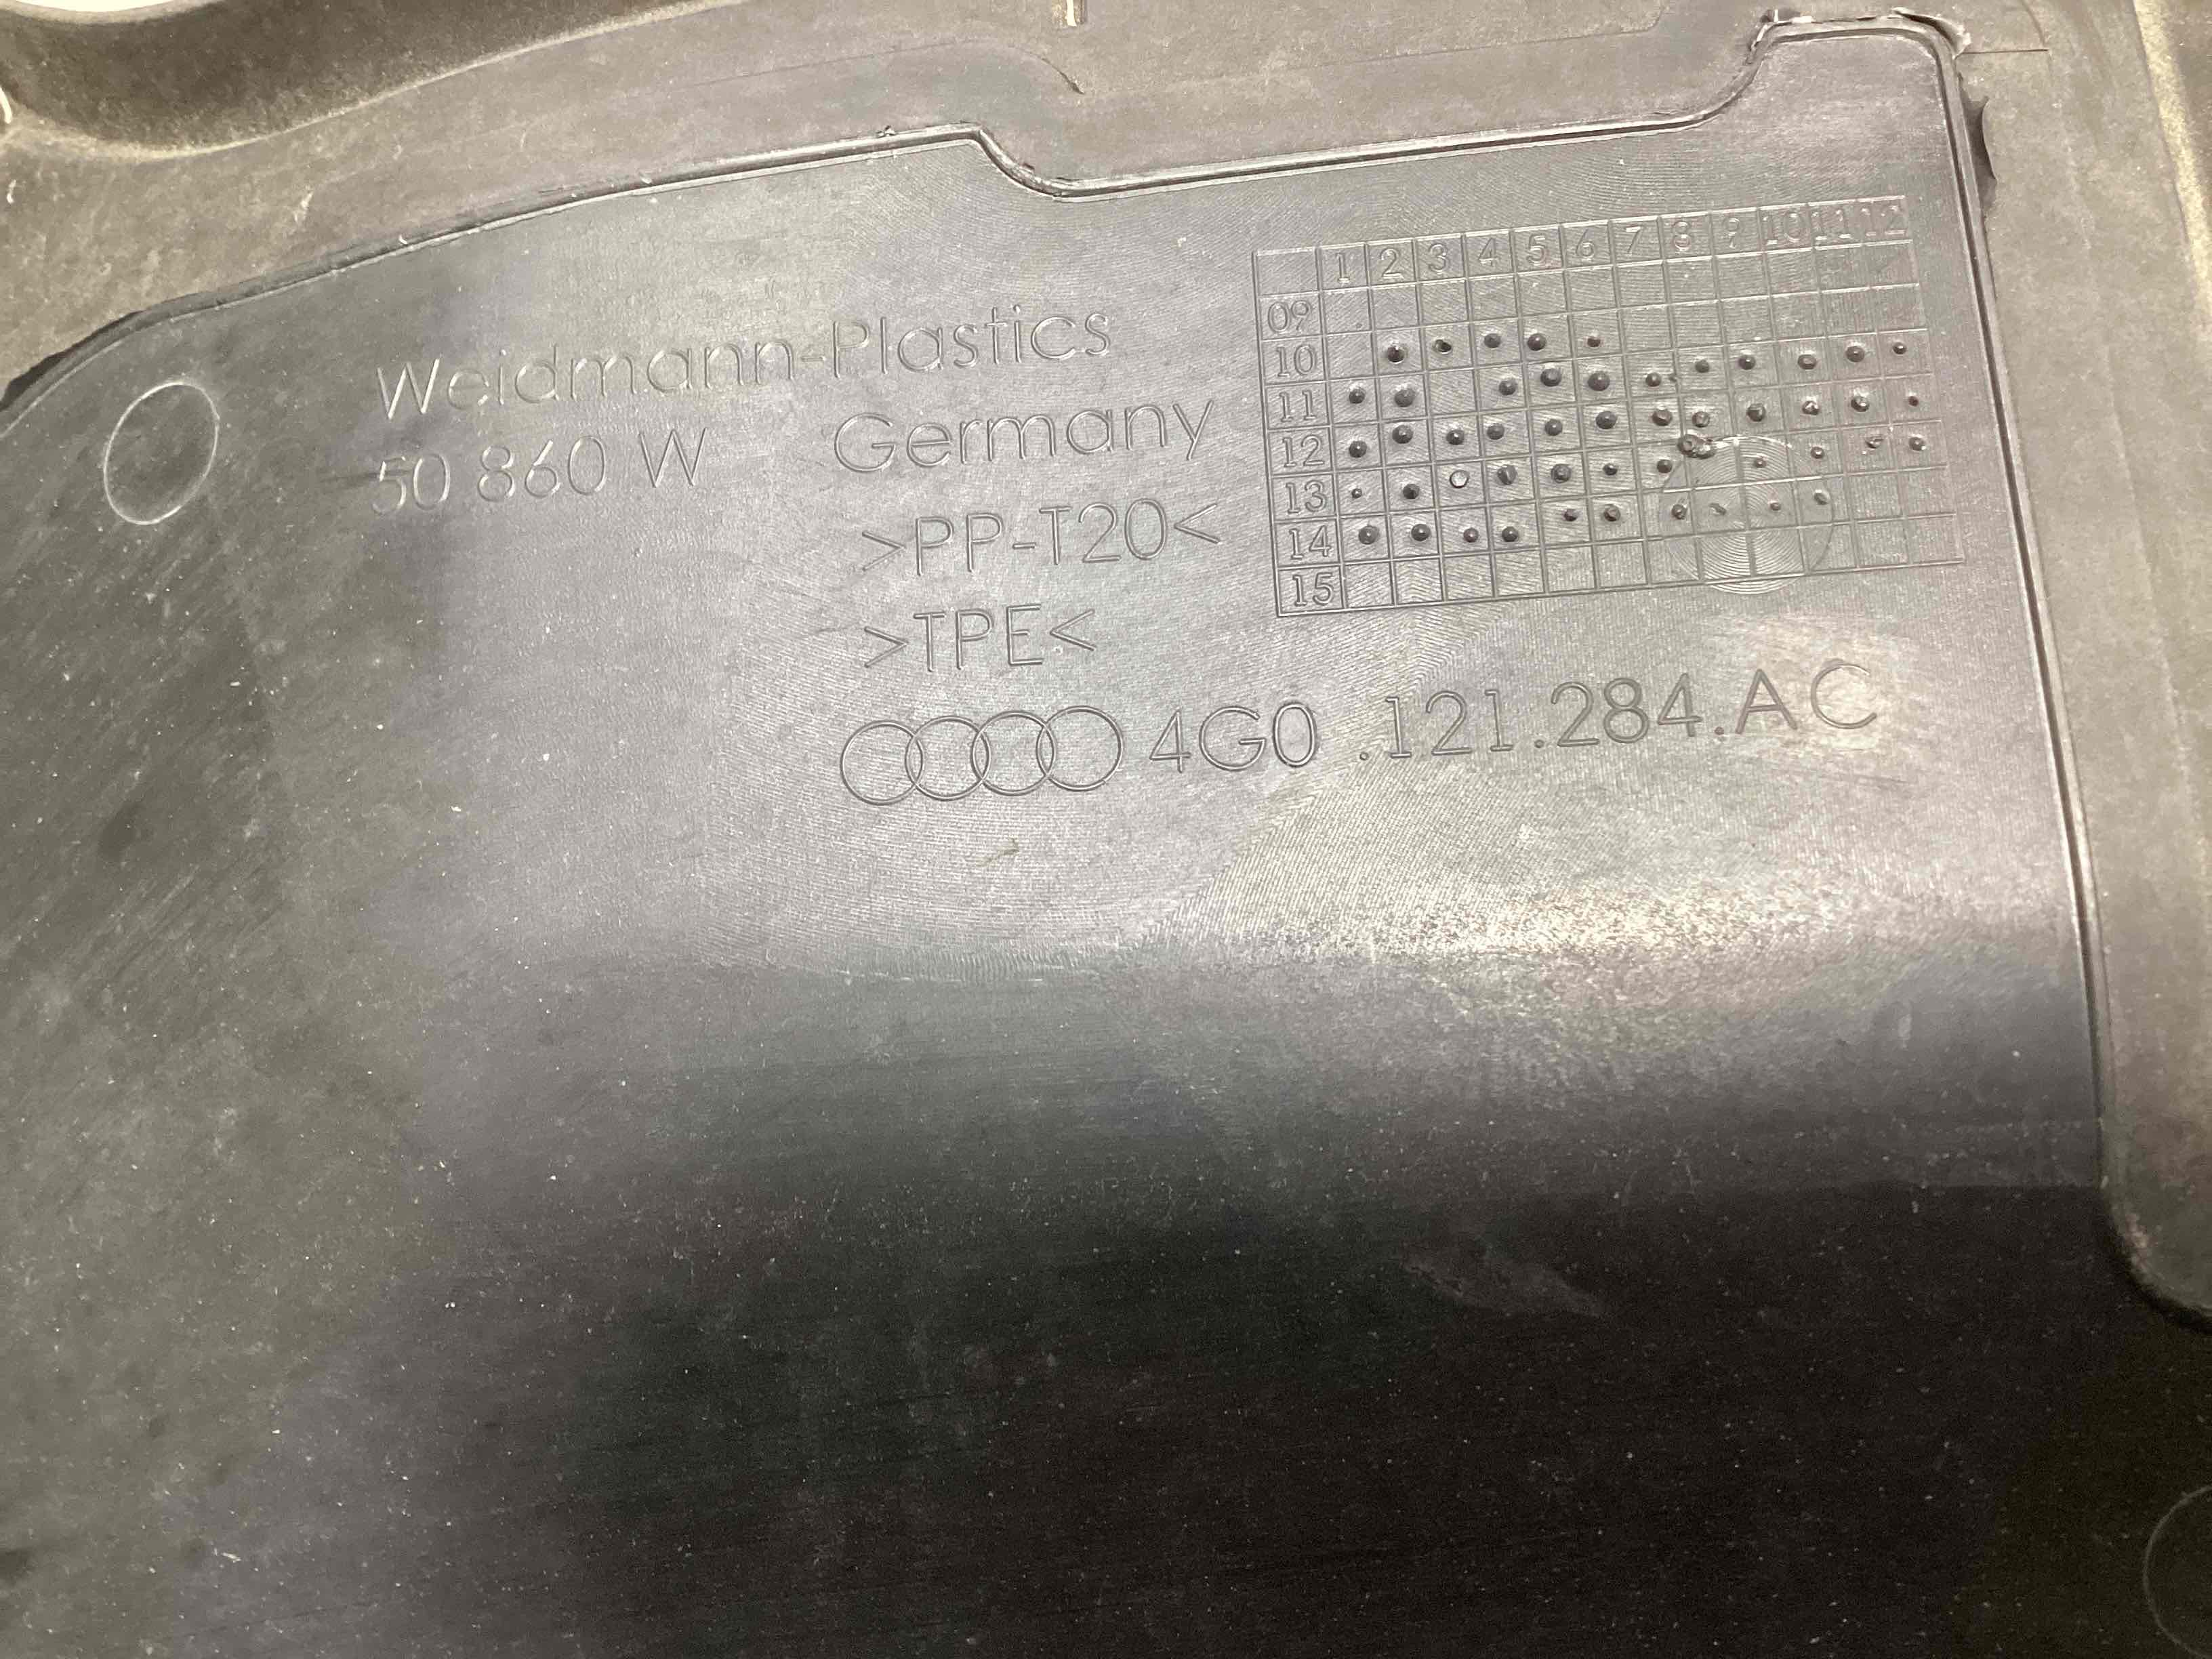 Weidmann-Plastics
50 860 W
Germany
>PP-T20<
>TPE<
4G0 .121.284.AC
1 2 3 4 5 6 7 8 9 10 11 12
09
10
11
12
13
14
15